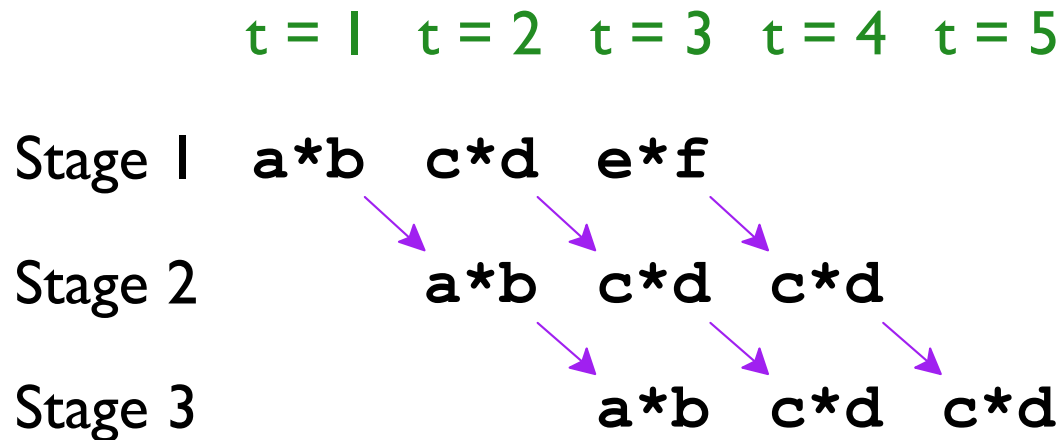 t = 1 t = 2 t = 3 t = 4 t = 5
Stage 1 a*b c*d e*f
Stage 2 a*b c*d c*d
Stage 3 a*b c*d c*d